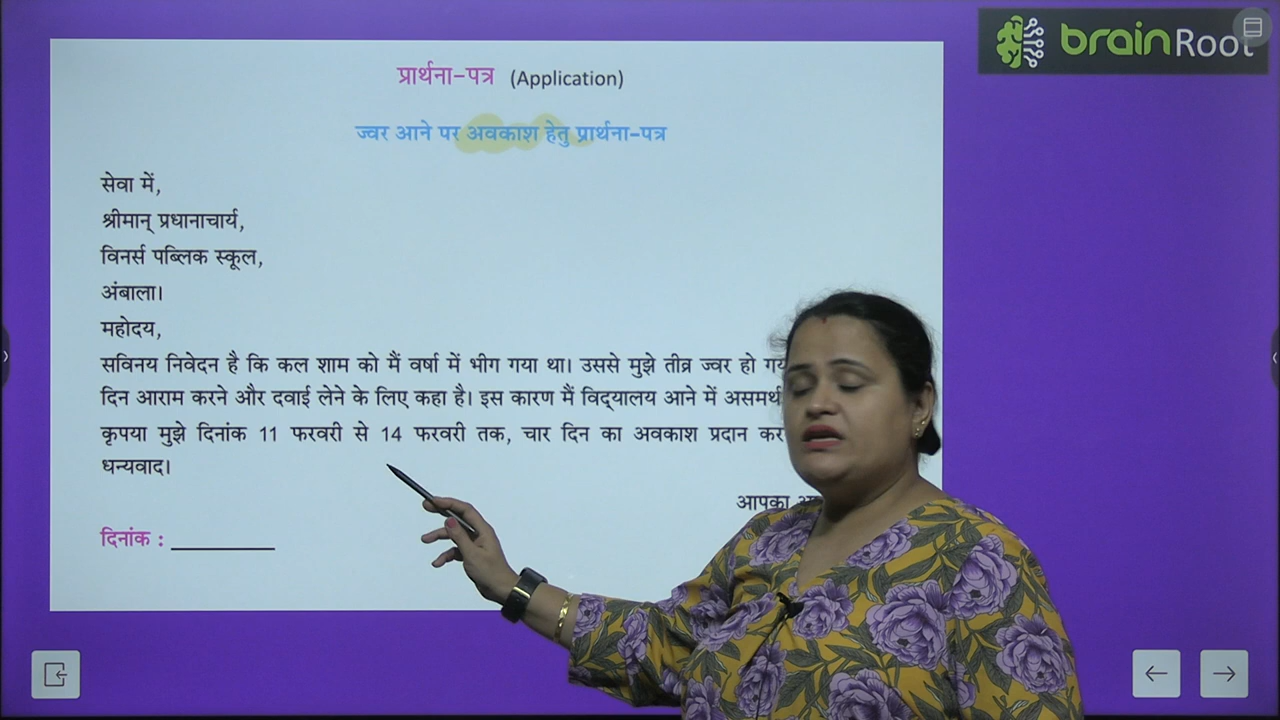 brainRoot
प्रार्थना-पत्र (Application)
ज्वर आने पर अवकाश हेतु प्रार्थना-पत्र
सेवा में,
श्रीमान् प्रधानाचार्य,
विनर्स पब्लिक स्कूल,
अंबाला।
महोदय,
सविनय निवेदन है कि कल शाम को मैं वर्षा में भीग गया था। उससे मुझे तीव्र ज्वर हो
दिन आराम करने और दवाई लेने के लिए कहा है। इस कारण मैं विद्यालय आने में असमर्थ
कृपया मुझे दिनांक 11 फरवरी से 14 फरवरी तक, चार दिन का अवकाश प्रदान कर
धन्यवाद।
आपका
दिनांक : ________